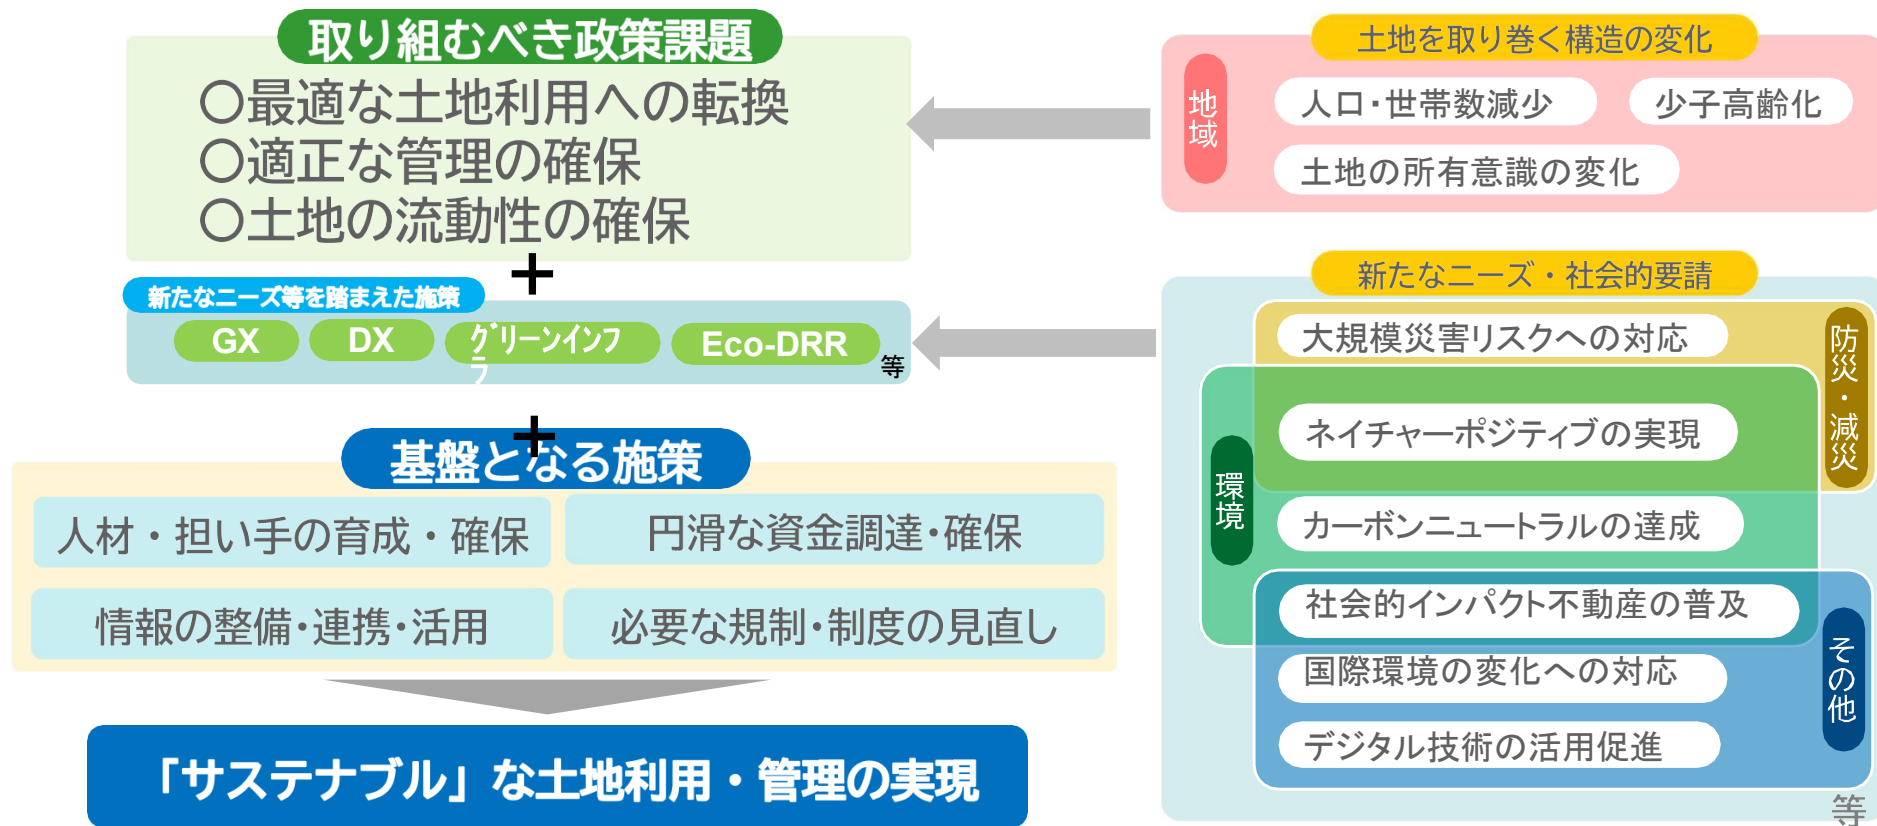 取り組むべき政策課題
〇最適な土地利用への転換
〇適正な管理の確保
〇土地の流動性の確保
＋
新たなニーズ等を踏まえた施策
GX
DX
グリーンインフ
ラ
Eco-DRR
等
＋
基盤となる施策
人材・担い手の育成・確保
円滑な資金調達・確保
情報の整備・連携・活用
必要な規制・制度の見直し
「サステナブル」な土地利用・管理の実現
土地を取り巻く構造の変化
地域
人口・世帯数減少
少子高齢化
土地の所有意識の変化
新たなニーズ・社会的要請
防災・減災
大規模災害リスクへの対応
環境
ネイチャーポジティブの実現
カーボンニュートラルの達成
社会的インパクト不動産の普及
その他
国際環境の変化への対応
デジタル技術の活用促進
等